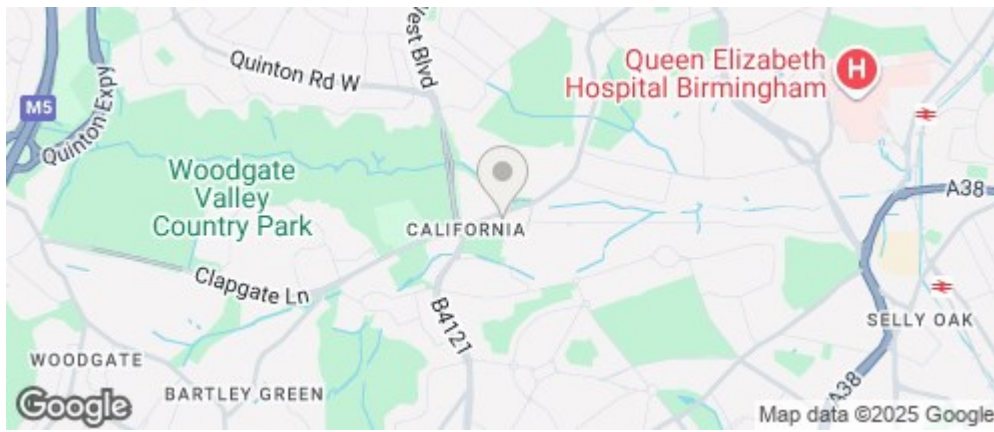 Quinton Rd W
West Blvd
Queen Elizabeth
Hospital Birmingham
H
M5
Quinton Expy
Woodgate
Valley
Country Park
A38
CALIFORNIA
Clapgate Ln
B4121
SELLY OAK
WOODGATE
BARTLEY GREEN
A38
Google
Map data ©2025 Google